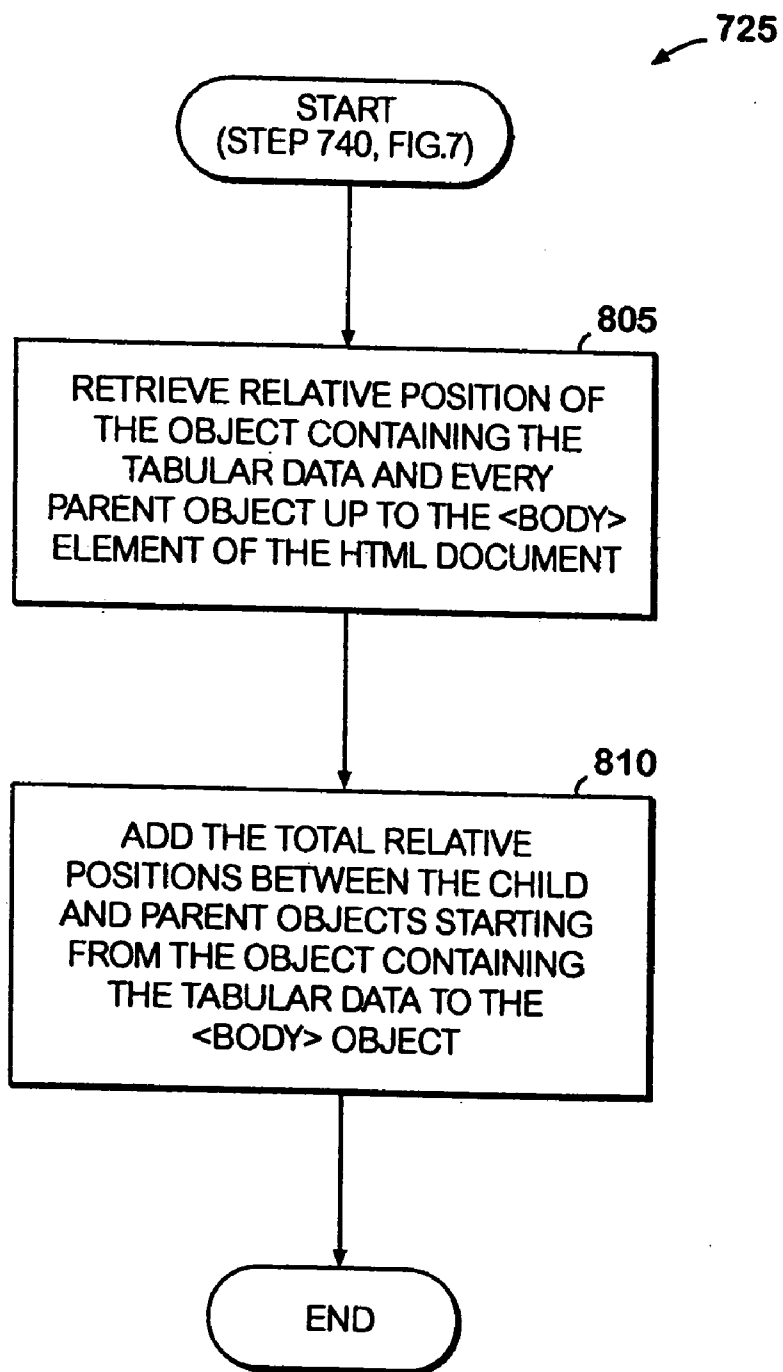 725
START
(STEP 740, FIG.7)
805
RETRIEVE RELATIVE POSITION OF
THE OBJECT CONTAINING THE
TABULAR DATA AND EVERY
PARENT OBJECT UP TO THE <BODY>
ELEMENT OF THE HTML DOCUMENT
810
ADD THE TOTAL RELATIVE
POSITIONS BETWEEN THE CHILD
AND PARENT OBJECTS STARTING
FROM THE OBJECT CONTAINING
THE TABULAR DATA TO THE
<BODY> OBJECT
END